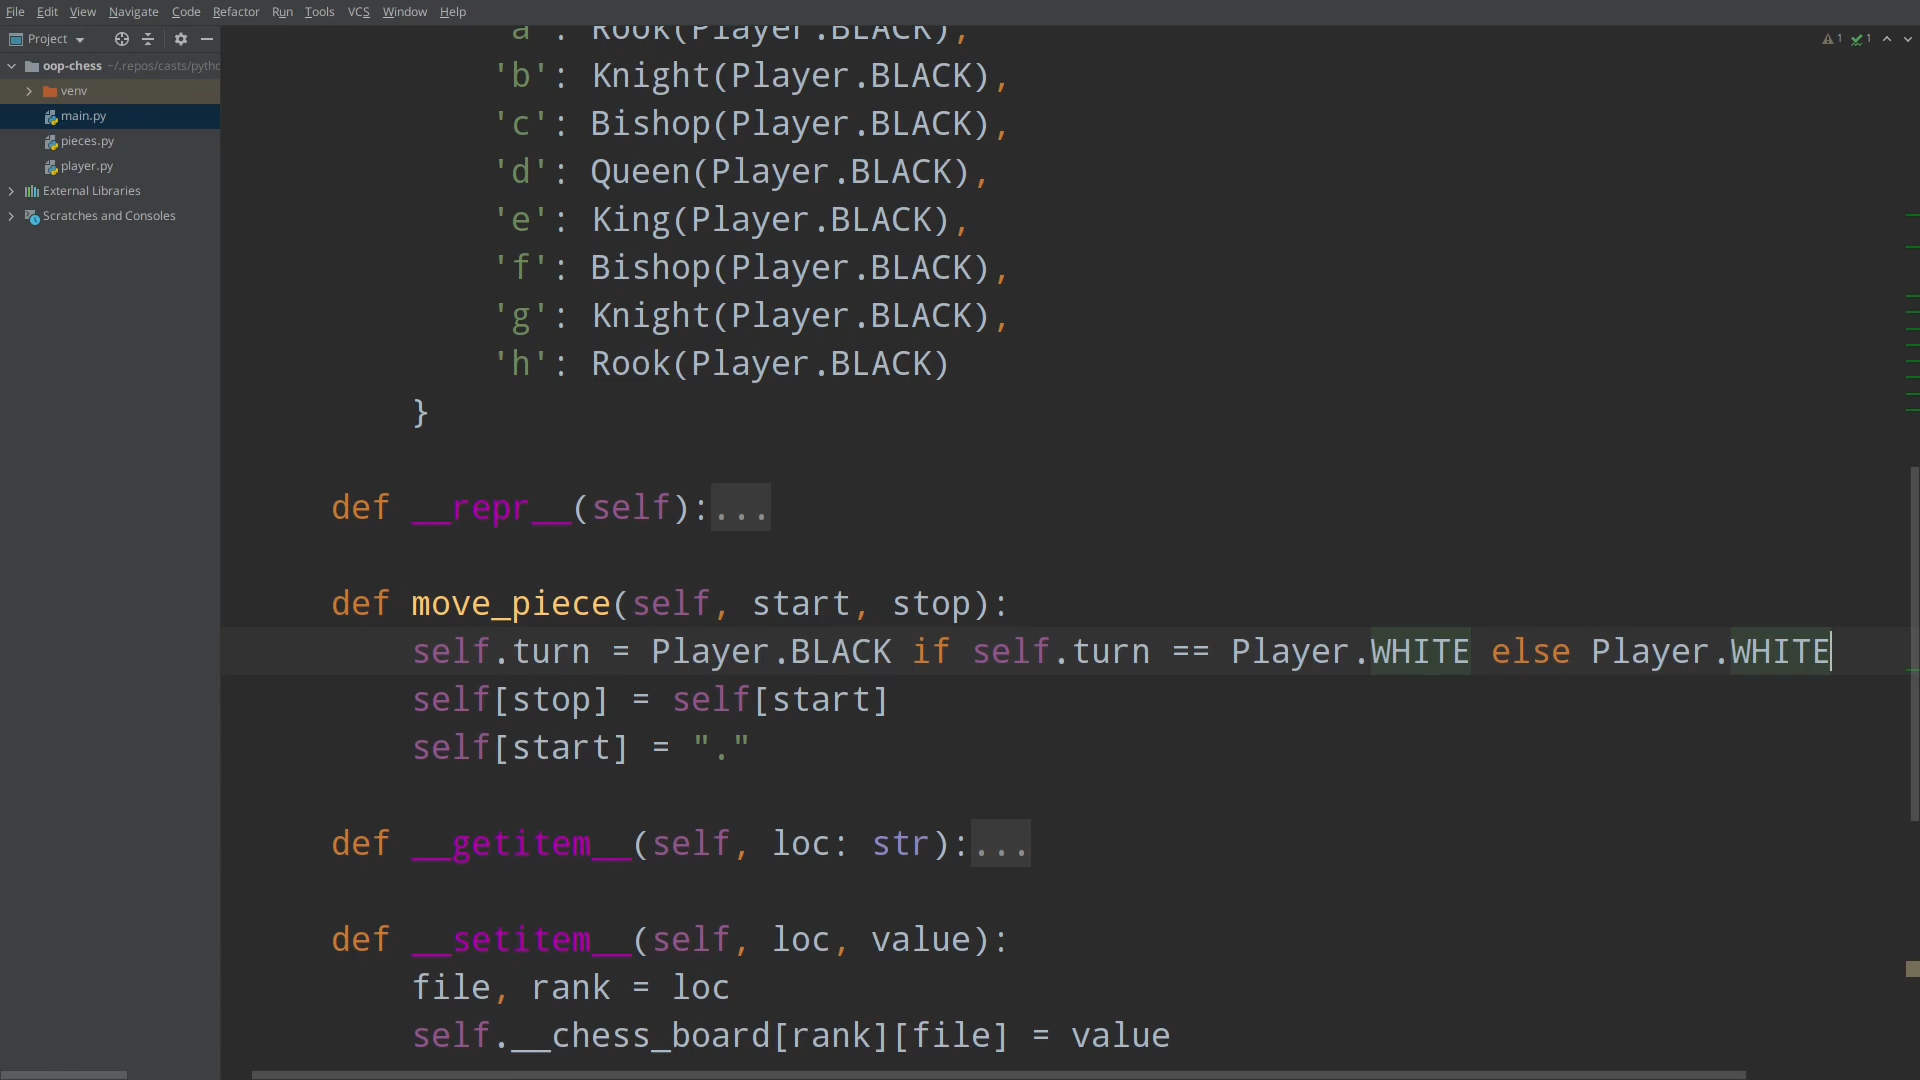 File Edit View Navigate Code Refactor Run Tools VCS Window Help
Project
oop-chess ~/.repos/casts/pytho
venv
main.py
pieces.py
player.py
External Libraries
Scratches and Consoles
1 1
'a': Rook(Player.BLACK),
'b': Knight(Player.BLACK),
'c': Bishop(Player.BLACK),
'd': Queen(Player.BLACK),
'e': King(Player.BLACK),
'f': Bishop(Player.BLACK),
'g': Knight(Player.BLACK),
'h': Rook(Player.BLACK)
}
def __repr__(self):...
def move_piece(self, start, stop):
self.turn = Player.BLACK if self.turn == Player.WHITE else Player.WHITE
self[stop] = self[start]
self[start] = "."
def __getitem__(self, loc: str):...
def __setitem__(self, loc, value):
file, rank = loc
self.__chess_board[rank][file] = value